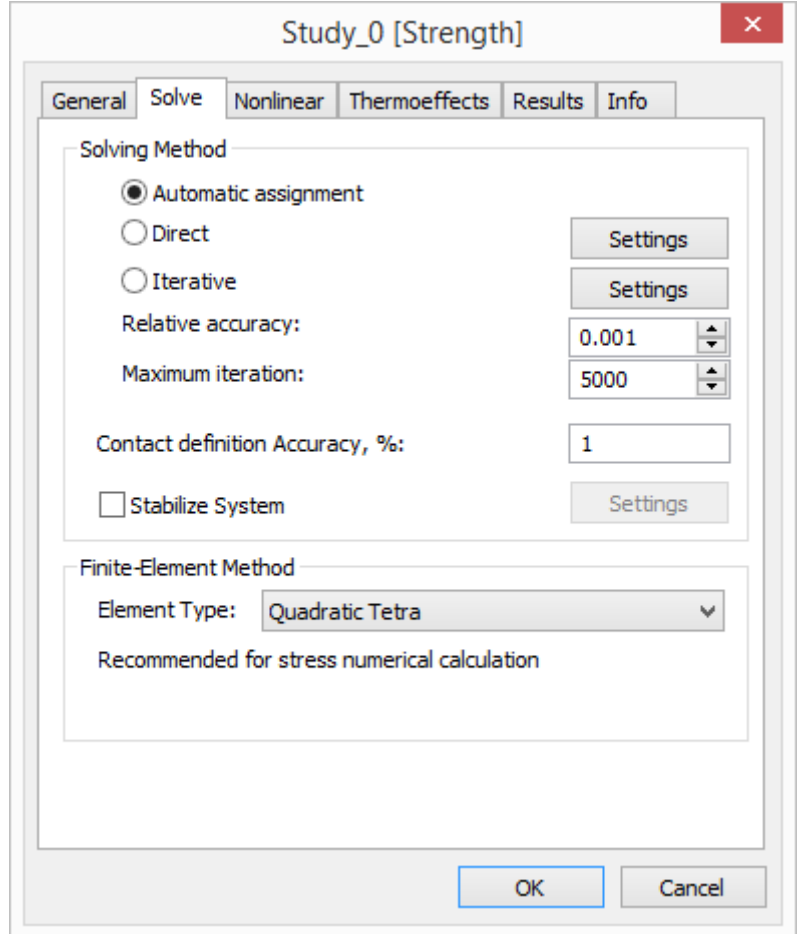 Study_0 [Strength]
General Solve Nonlinear Thermoeffects Results Info
Solving Method
Automatic assignment
Direct Settings
Iterative Settings
Relative accuracy: 0.001
Maximum iteration: 5000
Contact definition Accuracy, %: 1
Stabilize System Settings
Finite-Element Method
Element Type: Quadratic Tetra
Recommended for stress numerical calculation
OK Cancel